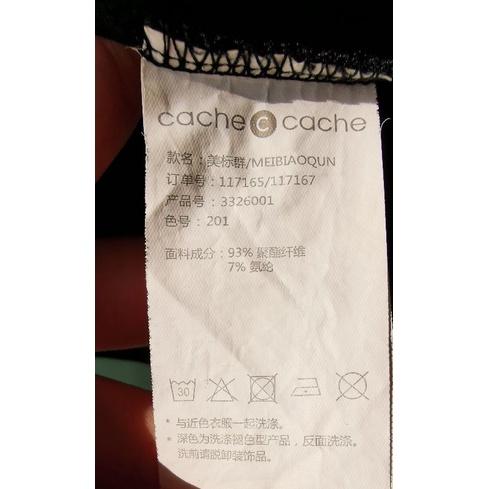 cache c cache
款名：美标群/MEIBIAOQUN
订单号：117165/117167
产品号：3326001
色号：201
面料成分：93% 聚酯纤维
7% 氨纶
30
* 与近色衣服一起洗涤。
* 深色为洗涤褪色型产品，反面洗涤。
洗前请脱卸装饰品。